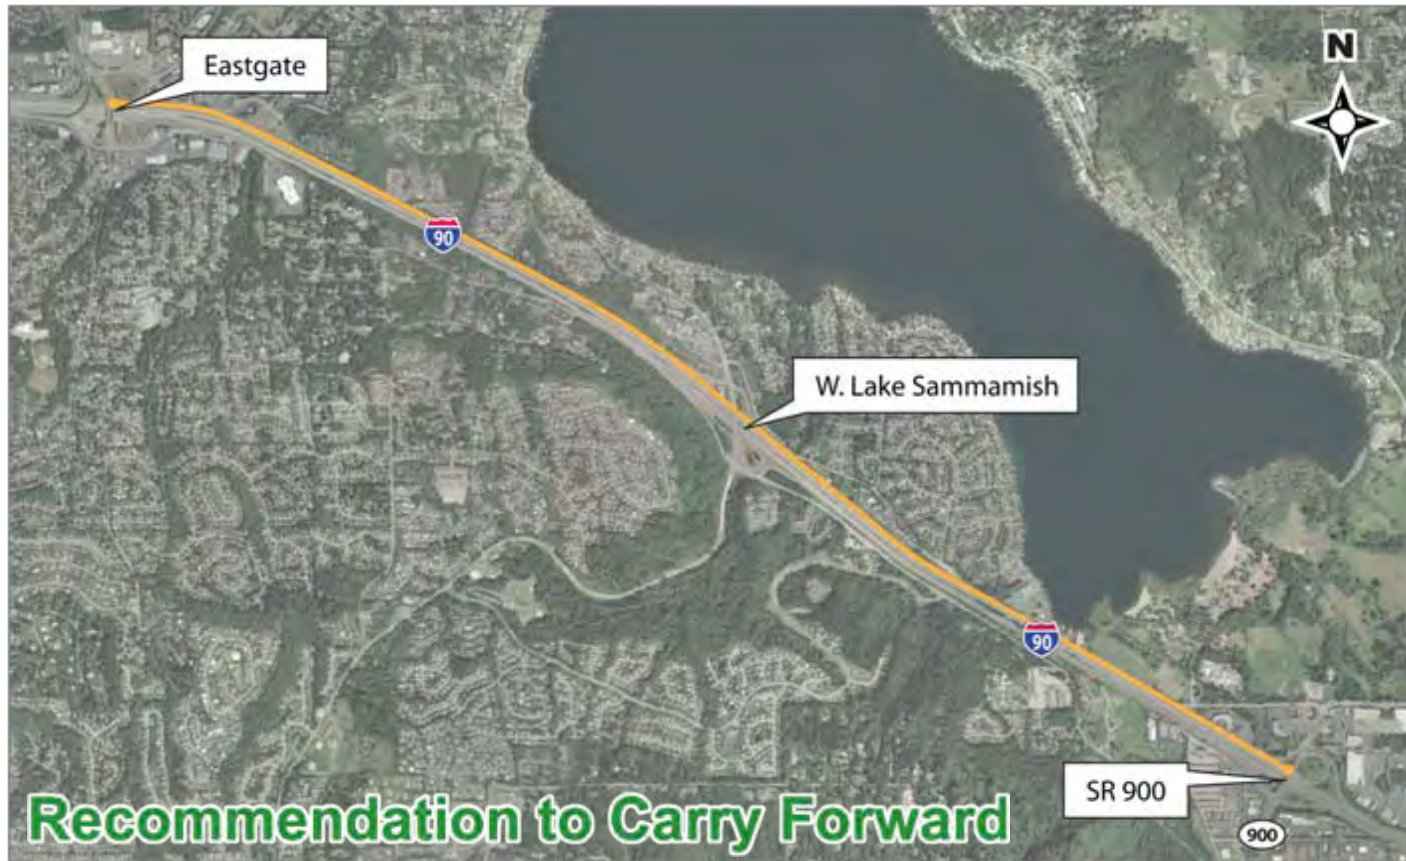 N
Eastgate
90
W. Lake Sammamish
90
SR 900
900
Recommendation to Carry Forward